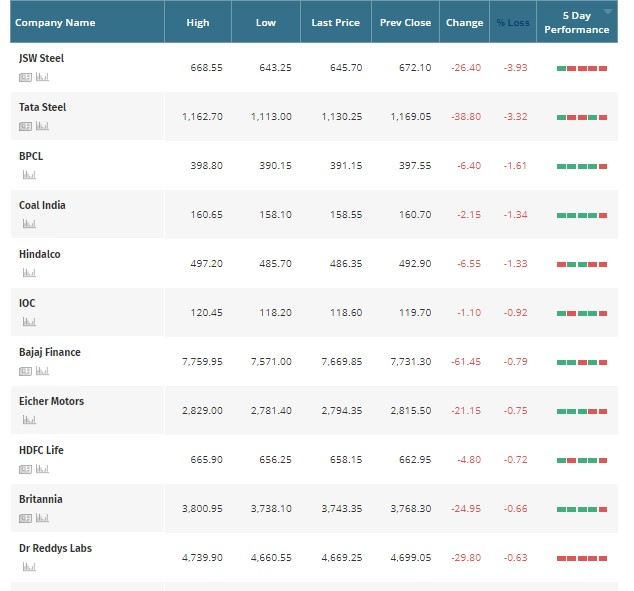 Company Name High Low Last Price Prev Close Change % Loss 5 Day Performance
JSW Steel 668.55 643.25 645.70 672.10 -26.40 -3.93
Tata Steel 1,162.70 1,113.00 1,130.25 1,169.05 -38.80 -3.32
BPCL 398.80 390.15 391.15 397.55 -6.40 -1.61
Coal India 160.65 158.10 158.55 160.70 -2.15 -1.34
Hindalco 497.20 485.70 486.35 492.90 -6.55 -1.33
IOC 120.45 118.20 118.60 119.70 -1.10 -0.92
Bajaj Finance 7,759.95 7,571.00 7,669.85 7,731.30 -61.45 -0.79
Eicher Motors 2,829.00 2,781.40 2,794.35 2,815.50 -21.15 -0.75
HDFC Life 665.90 656.25 658.15 662.95 -4.80 -0.72
Britannia 3,800.95 3,738.10 3,743.35 3,768.30 -24.95 -0.66
Dr Reddys Labs 4,739.90 4,660.55 4,669.25 4,699.05 -29.80 -0.63